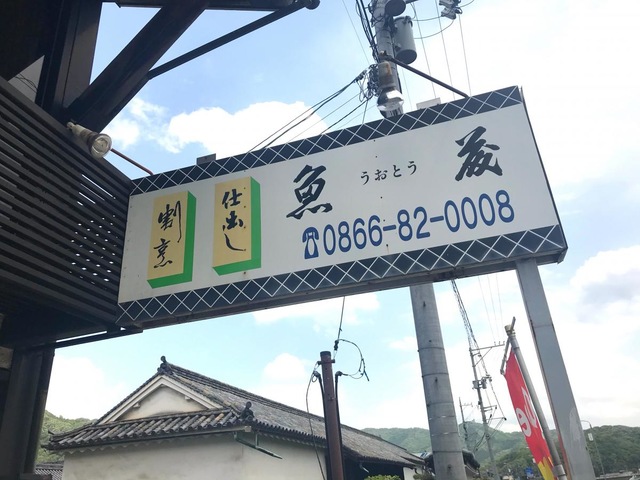 割烹
仕出し
魚藤
うおとう
☎0866-82-0008